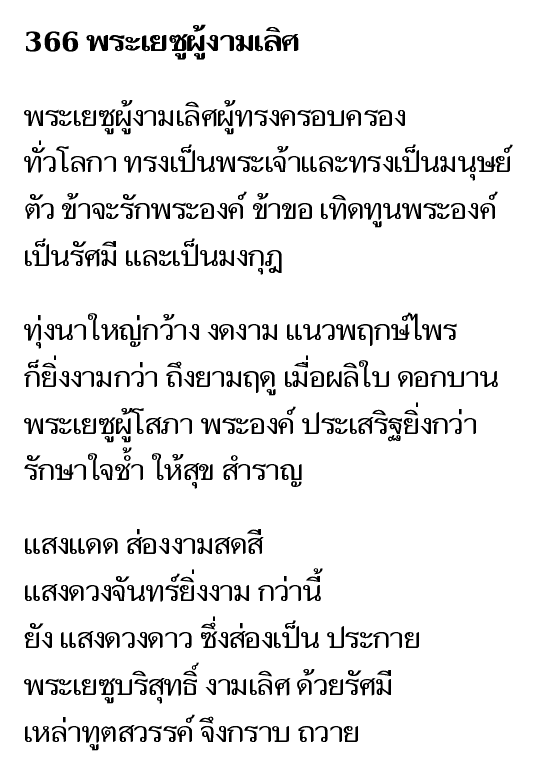 366 พระเยซูผู้งามเลิศ
พระเยซูผู้งามเลิศผู้ทรงครอบครอง
ทั่วโลกา ทรงเป็นพระเจ้าและทรงเป็นมนุษย์
ตัว ข้าจะรักพระองค์ ข้าขอ เทิดทูนพระองค์
เป็นรัศมี และเป็นมงกุฎ
ทุ่งนาใหญ่กว้าง งดงาม แนวพฤกษ์ไพร
ก็ยิ่งงามกว่า ถึงยามฤดู เมื่อผลิใบ ดอกบาน
พระเยซูผู้โสภา พระองค์ ประเสริฐยิ่งกว่า
รักษาใจช้ำ ให้สุข สำราญ
แสงแดด ส่องงามสดสี
แสงดวงจันทร์ยิ่งงาม กว่านี้
ยัง แสงดวงดาว ซึ่งส่องเป็น ประกาย
พระเยซูบริสุทธิ์ งามเลิศ ด้วยรัศมี
เหล่าทูตสวรรค์ จึงกราบ ถวาย